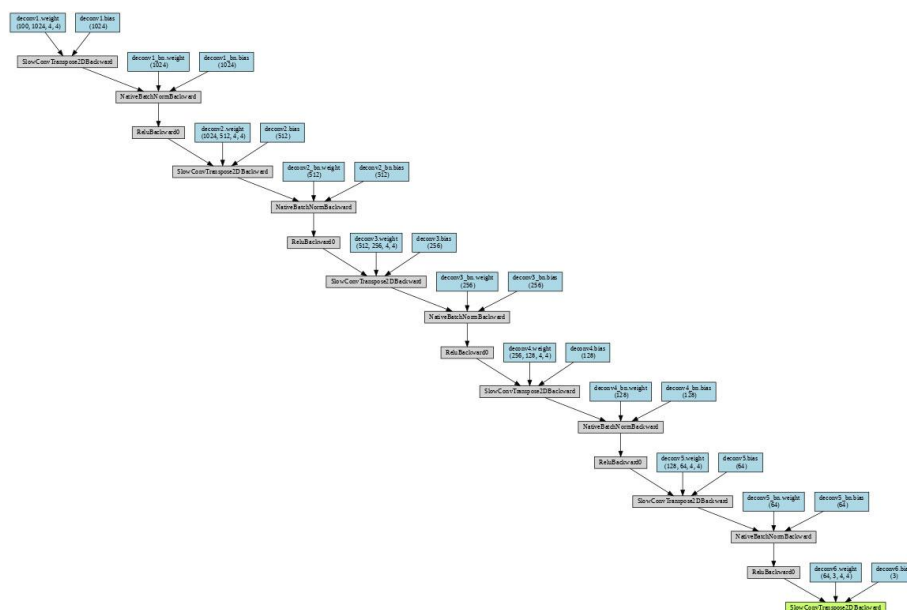 deconv1.weight
(100, 1024, 4, 4)
deconv1.bias
(1024)
SlowConvTranspose2DBackward
deconv1_bn.weight
(1024)
deconv1_bn.bias
(1024)
NativeBatchNormBackward
ReluBackward0
deconv2.weight
(1024, 512, 4, 4)
deconv2.bias
(512)
SlowConvTranspose2DBackward
deconv2_bn.weight
(512)
deconv2_bn.bias
(512)
NativeBatchNormBackward
ReluBackward0
deconv3.weight
(512, 256, 4, 4)
deconv3.bias
(256)
SlowConvTranspose2DBackward
deconv3_bn.weight
(256)
deconv3_bn.bias
(256)
NativeBatchNormBackward
ReluBackward0
deconv4.weight
(256, 128, 4, 4)
deconv4.bias
(128)
SlowConvTranspose2DBackward
deconv4_bn.weight
(128)
deconv4_bn.bias
(128)
NativeBatchNormBackward
ReluBackward0
deconv5.weight
(128, 64, 4, 4)
deconv5.bias
(64)
SlowConvTranspose2DBackward
deconv5_bn.weight
(64)
deconv5_bn.bias
(64)
NativeBatchNormBackward
ReluBackward0
deconv6.weight
(64, 3, 4, 4)
deconv6.bias
(3)
SlowConvTranspose2DBackward